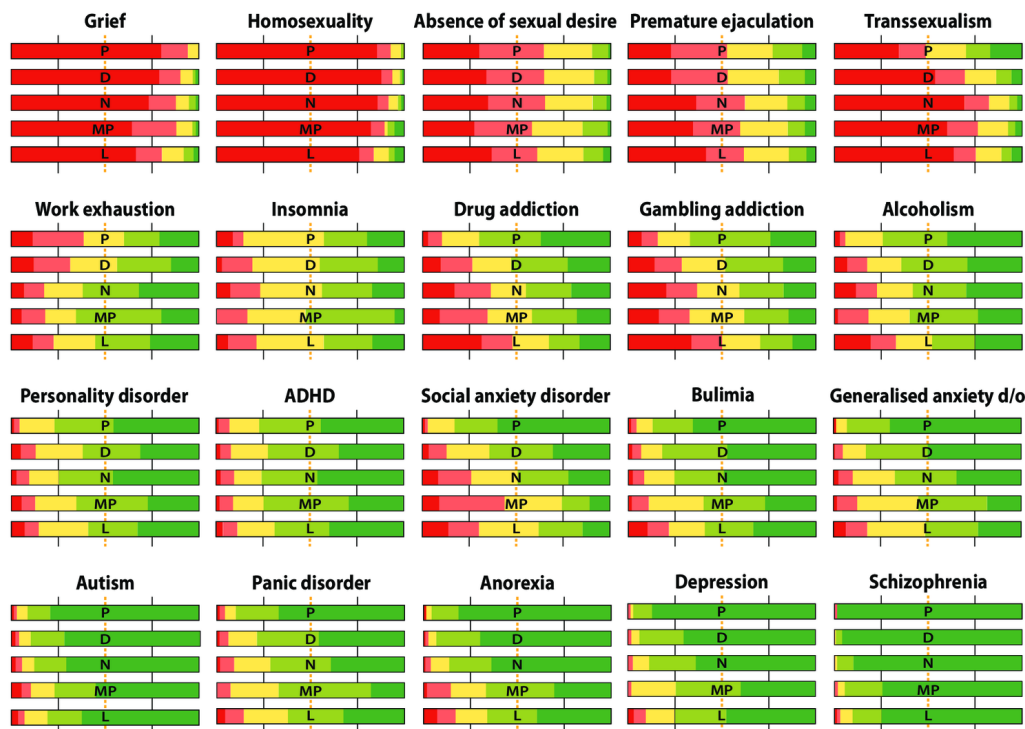 Grief Homosexuality Absence of sexual desire Premature ejaculation Transsexualism
P P P P P
D D D D D
N N N N N
MP MP MP MP MP
L L L L L
Work exhaustion Insomnia Drug addiction Gambling addiction Alcoholism
P P P P P
D D D D D
N N N N N
MP MP MP MP MP
L L L L L
Personality disorder ADHD Social anxiety disorder Bulimia Generalised anxiety d/o
P P P P P
D D D D D
N N N N N
MP MP MP MP MP
L L L L L
Autism Panic disorder Anorexia Depression Schizophrenia
P P P P P
D D D D D
N N N N N
MP MP MP MP MP
L L L L L